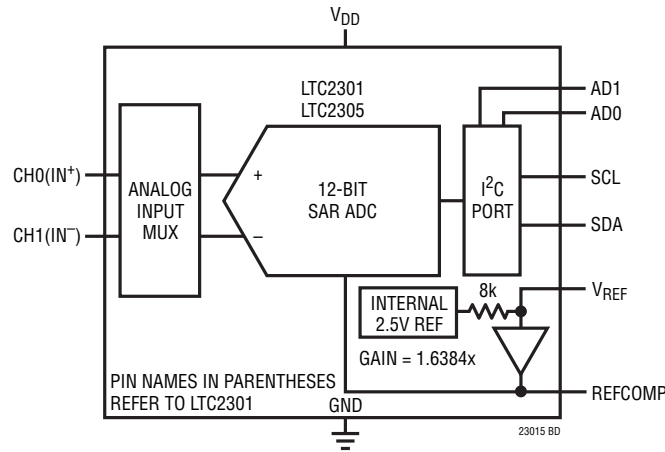 VDD
LTC2301
LTC2305
AD1
AD0
CH0(IN+)
CH1(IN–)
ANALOG
INPUT
MUX
+
–
12-BIT
SAR ADC
I2C
PORT
SCL
SDA
INTERNAL
2.5V REF
8k
VREF
GAIN = 1.6384x
PIN NAMES IN PARENTHESES
REFER TO LTC2301
GND
REFCOMP
23015 BD